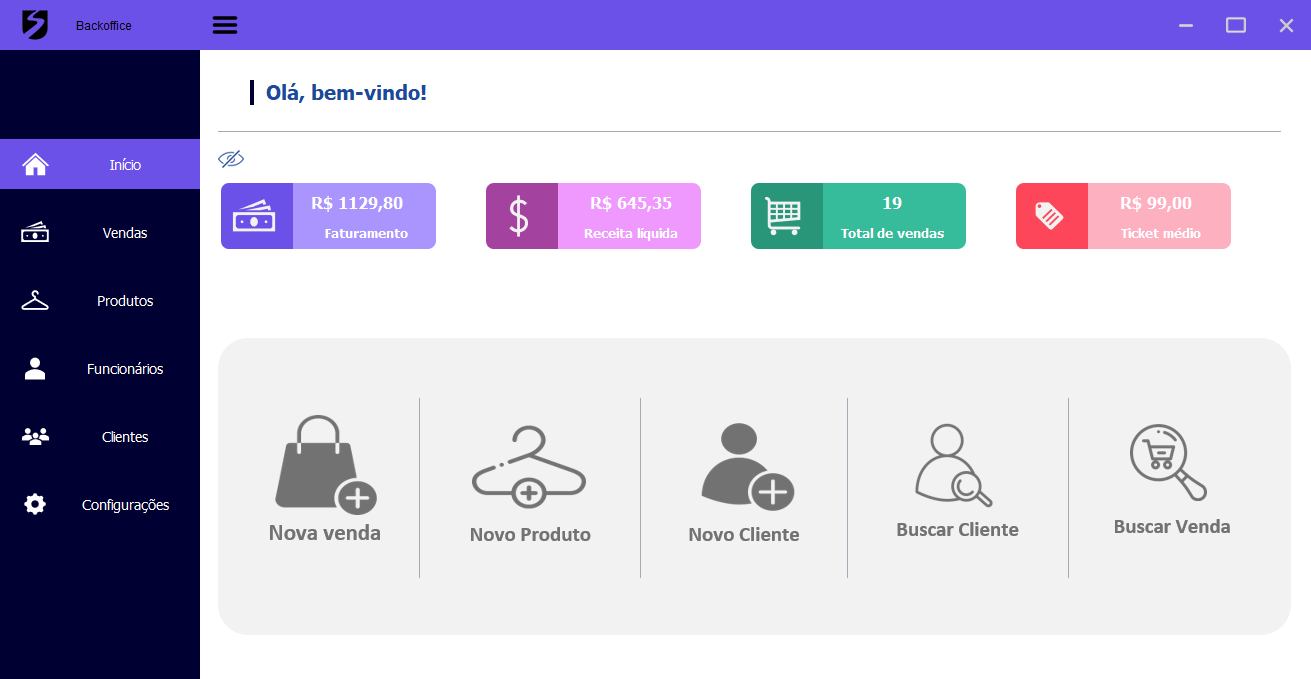 Backoffice
Olá, bem-vindo!
Início
Vendas
Produtos
Funcionários
Clientes
Configurações
R$ 1129,80
Faturamento
R$ 645,35
Receita líquida
19
Total de vendas
R$ 99,00
Ticket médio
Nova venda
Novo Produto
Novo Cliente
Buscar Cliente
Buscar Venda